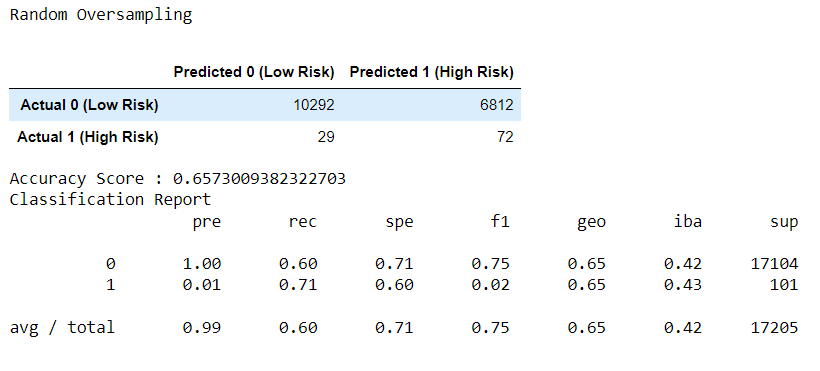 Random Oversampling
Predicted 0 (Low Risk) Predicted 1 (High Risk)
Actual 0 (Low Risk) 10292 6812
Actual 1 (High Risk) 29 72
Accuracy Score : 0.6573009382322703
Classification Report
pre rec spe f1 geo iba sup
0 1.00 0.60 0.71 0.75 0.65 0.42 17104
1 0.01 0.71 0.60 0.02 0.65 0.43 101
avg / total 0.99 0.60 0.71 0.75 0.65 0.42 17205